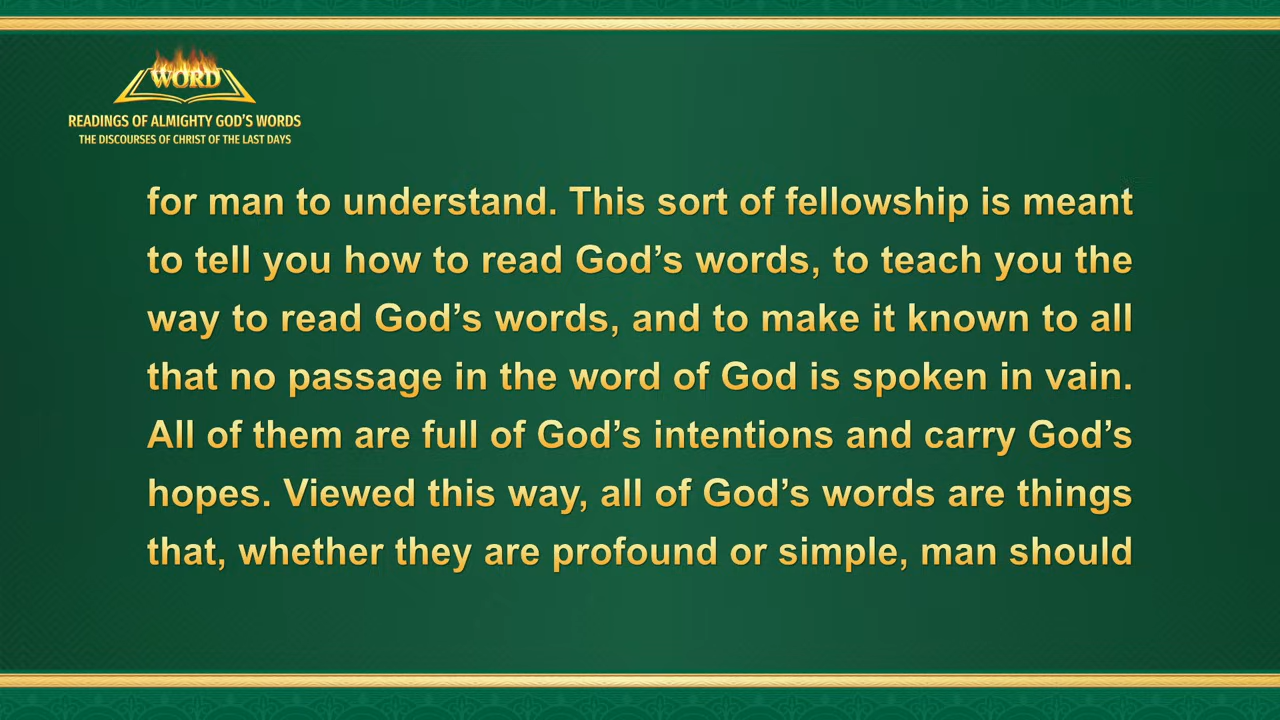 WORD
READINGS OF ALMIGHTY GOD’S WORDS
THE DISCOURSES OF CHRIST OF THE LAST DAYS
for man to understand. This sort of fellowship is meant
to tell you how to read God’s words, to teach you the
way to read God’s words, and to make it known to all
that no passage in the word of God is spoken in vain.
All of them are full of God’s intentions and carry God’s
hopes. Viewed this way, all of God’s words are things
that, whether they are profound or simple, man should